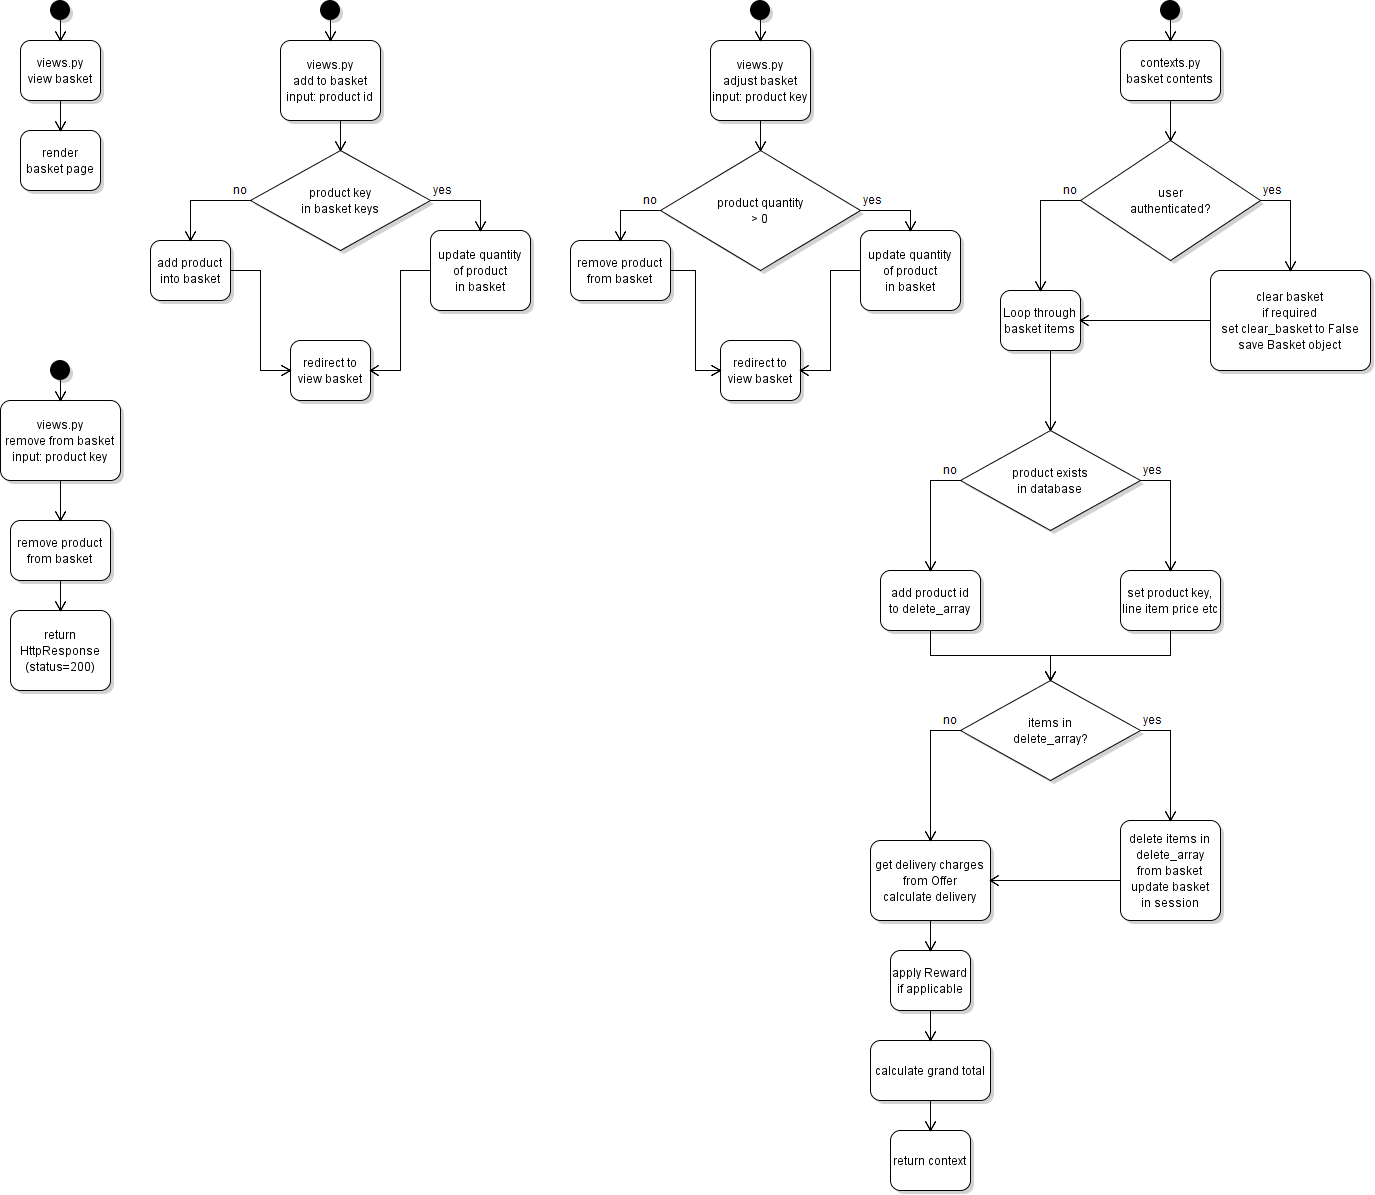 views.py
view basket
render
basket page
views.py
add to basket
input: product id
product key
in basket keys
no
yes
add product
into basket
update quantity
of product
in basket
redirect to
view basket
views.py
adjust basket
input: product key
product quantity
> 0
no
yes
remove product
from basket
update quantity
of product
in basket
redirect to
view basket
contexts.py
basket contents
user
authenticated?
no
yes
clear basket
if required
set clear_basket to False
save Basket object
Loop through
basket items
product exists
in database
no
yes
add product id
to delete_array
set product key,
line item price etc
items in
delete_array?
no
yes
delete items in
delete_array
from basket
update basket
in session
get delivery charges
from Offer
calculate delivery
apply Reward
if applicable
calculate grand total
return context
views.py
remove from basket
input: product key
remove product
from basket
return
HttpResponse
(status=200)